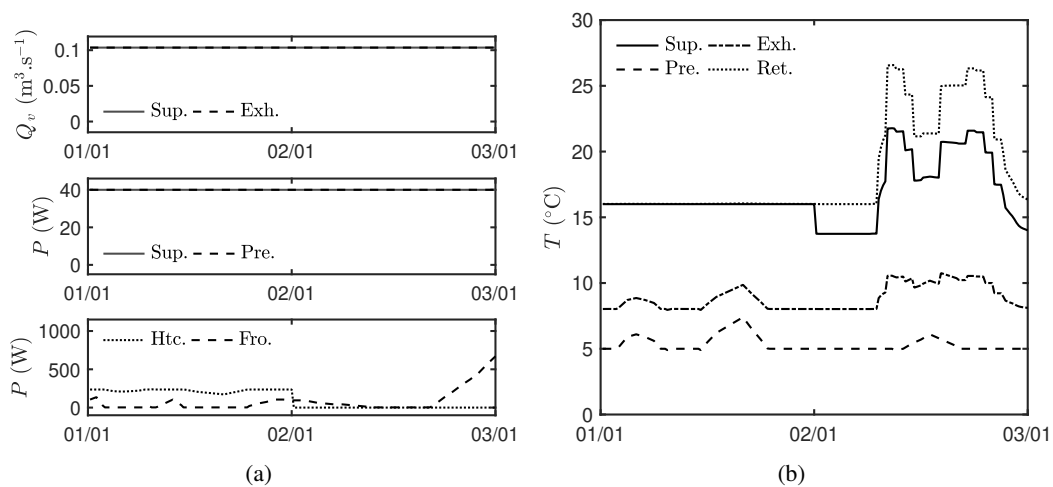 Q_v (m³.s⁻¹)
0.1
0.05
0
Sup. Exh.
01/01 02/01 03/01
P (W)
40
20
0
Sup. Pre.
01/01 02/01 03/01
P (W)
1000
500
0
Htc. Fro.
01/01 02/01 03/01
(a)
T (°C)
30
25
20
15
10
5
0
Sup. Exh.
Pre. Ret.
01/01 02/01 03/01
(b)